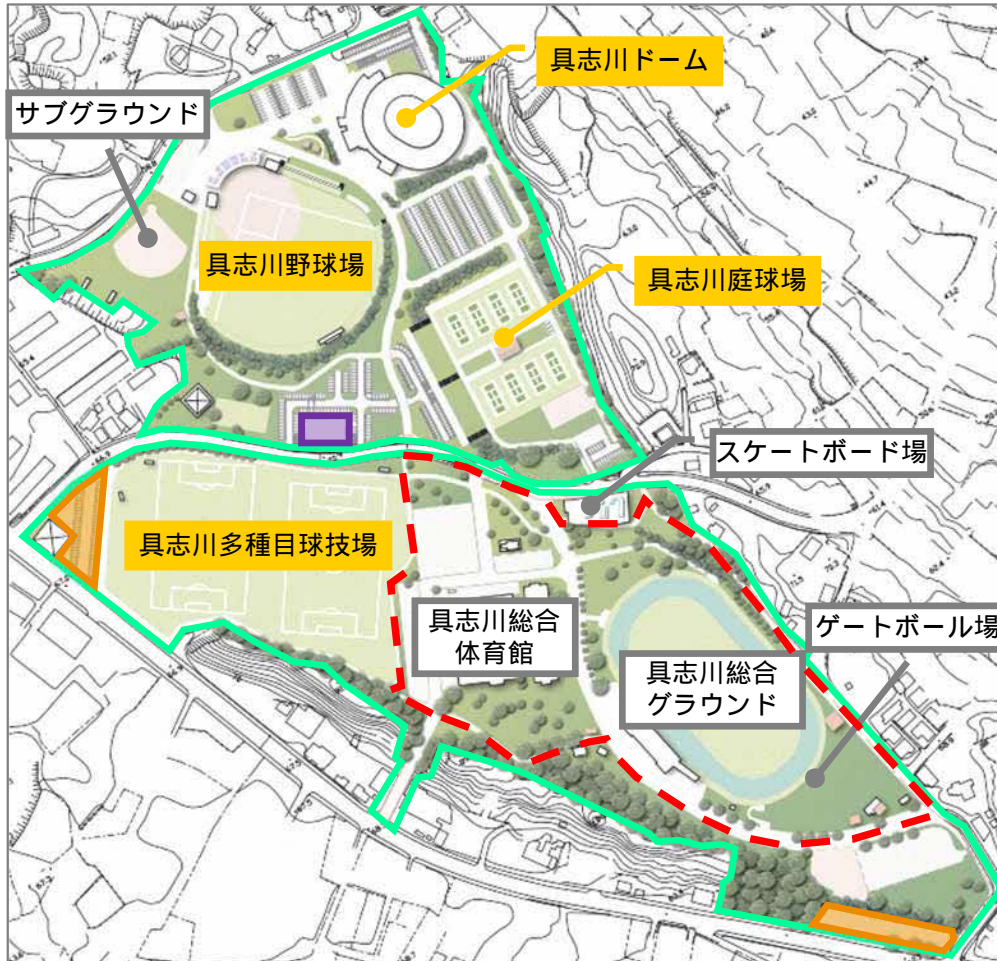 具志川ドーム
サブグラウンド
具志川野球場
具志川庭球場
スケートボード場
具志川多種目球技場
具志川総合
体育館
ゲートボール場
具志川総合
グラウンド